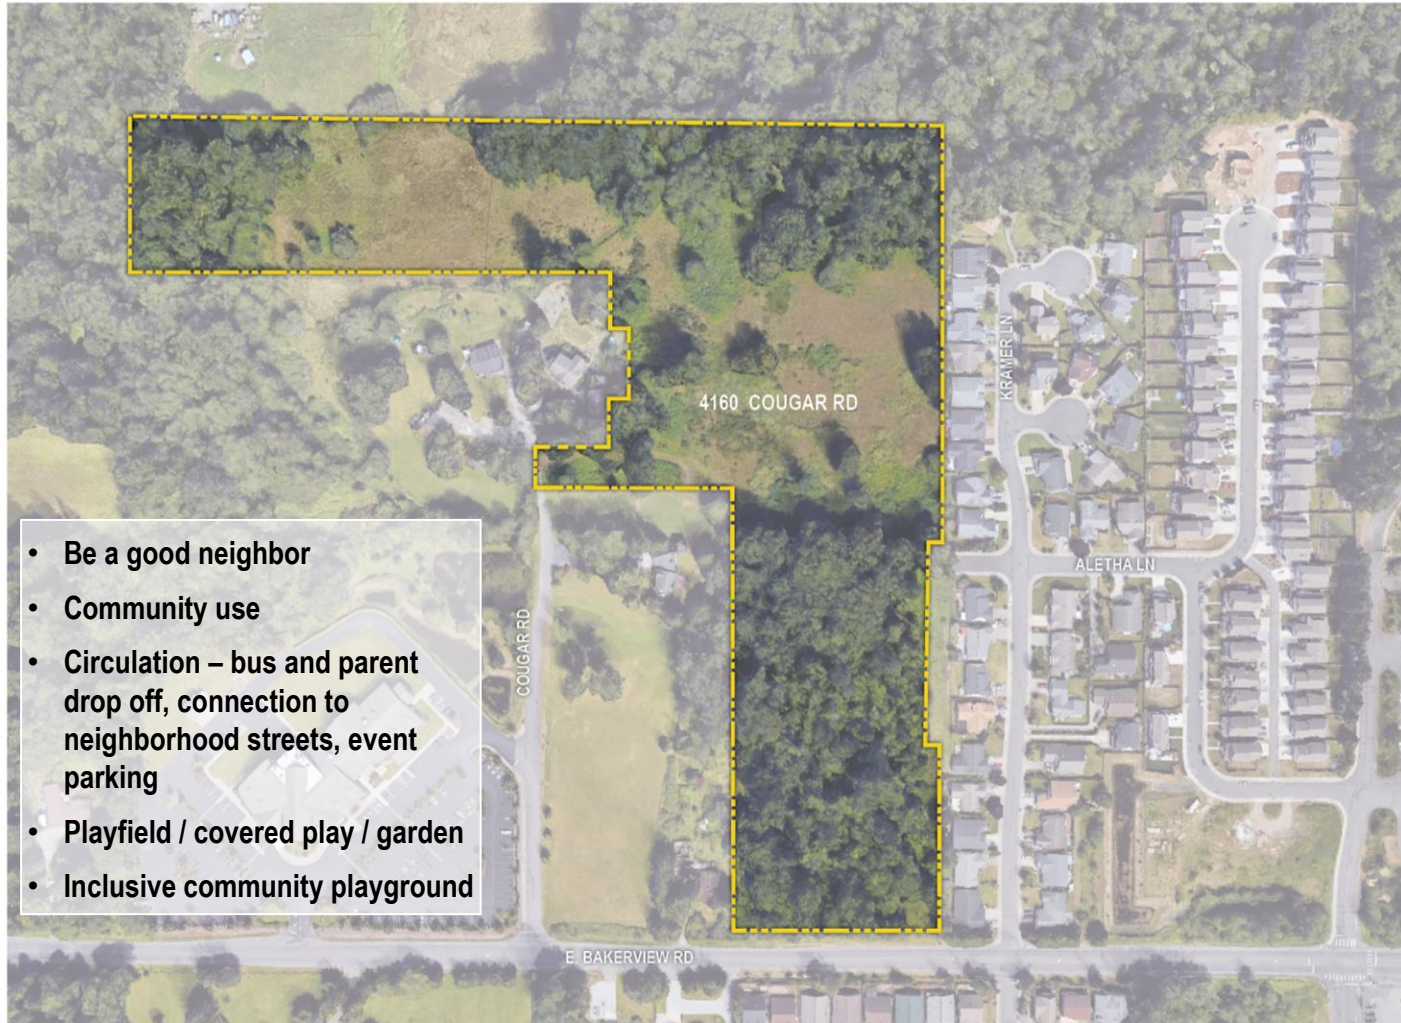 KRAMER LN
4160 COUGAR RD
• Be a good neighbor
• Community use
• Circulation – bus and parent
drop off, connection to
neighborhood streets, event
parking
• Playfield / covered play / garden
• Inclusive community playground
ALETHA LN
COUGAR RD
E. BAKERVIEW RD